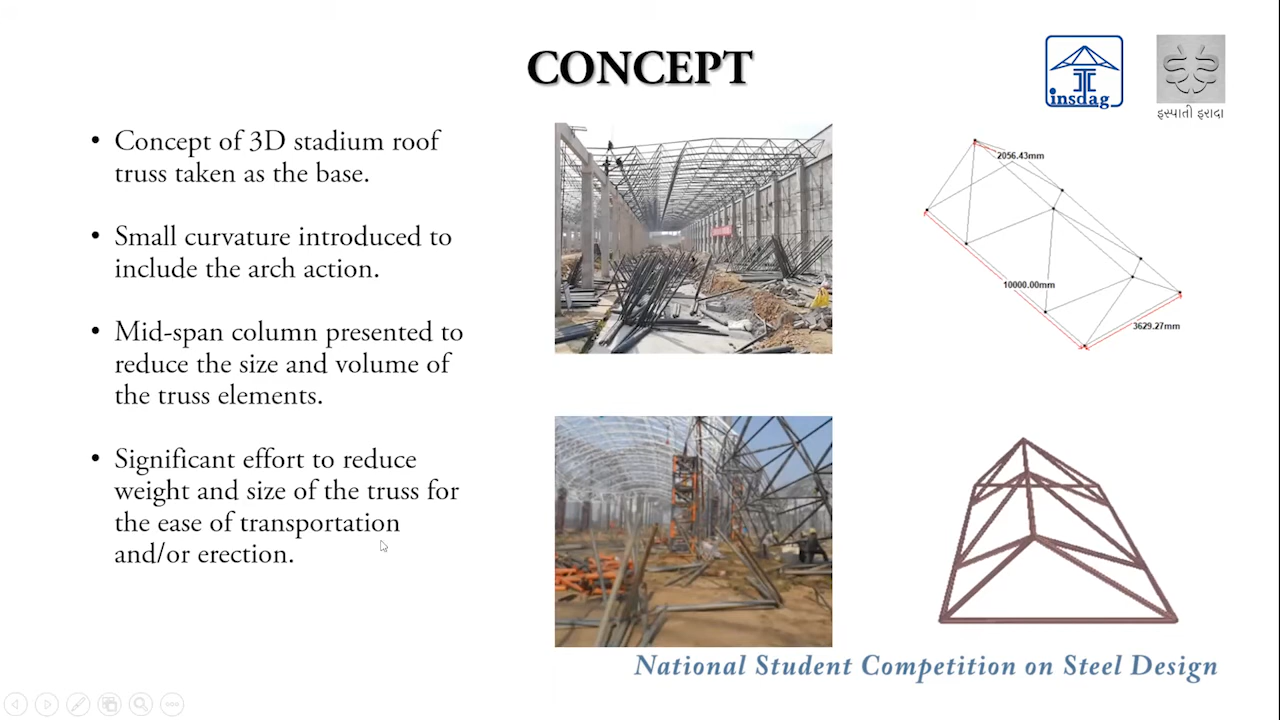 CONCEPT
insdag
इस्पाती इरादा
• Concept of 3D stadium roof
truss taken as the base.
• Small curvature introduced to
include the arch action.
• Mid-span column presented to
reduce the size and volume of
the truss elements.
• Significant effort to reduce
weight and size of the truss for
the ease of transportation
and/or erection.
2056.43mm
10000.00mm
3629.27mm
National Student Competition on Steel Design